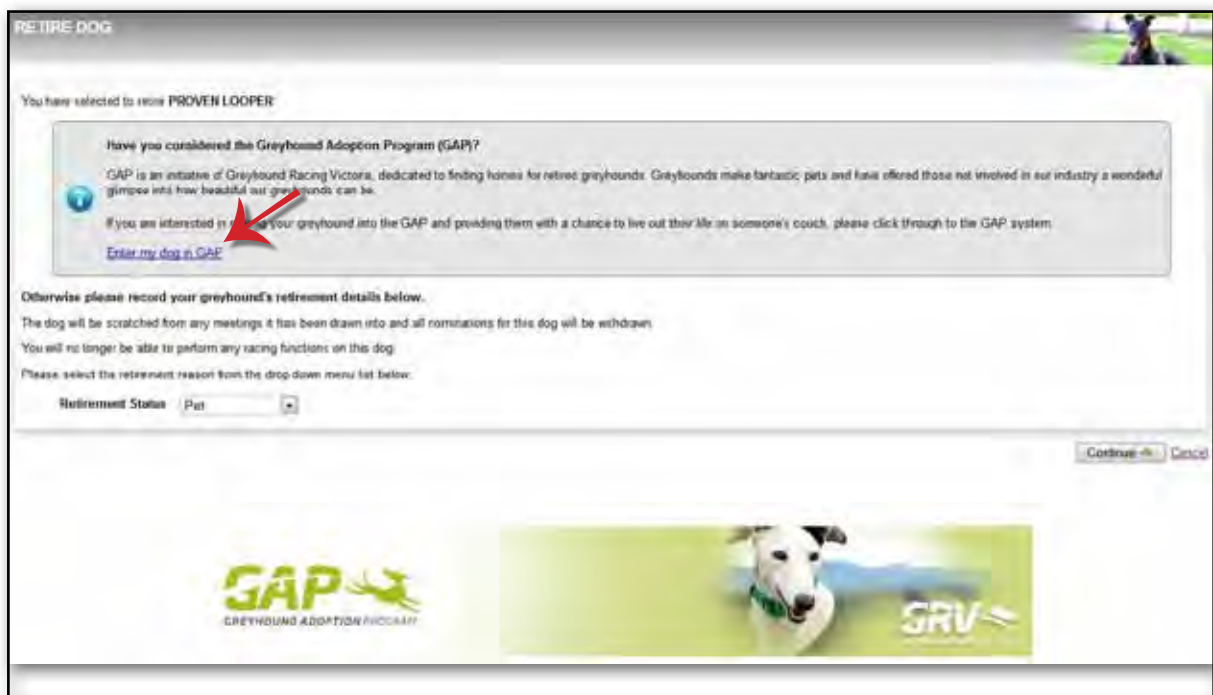 RETIRE DOG
You have selected to retire PROVEN LOOPER
Have you considered the Greyhound Adoption Program (GAP)?
GAP is an initiative of Greyhound Racing Victoria, dedicated to finding homes for retired greyhounds. Greyhounds make fantastic pets and have offered those not involved in our industry a wonderful
glimpse into how beautiful our greyhounds can be.
If you are interested in your greyhound into the GAP and providing them with a chance to live out their life on someone's couch, please click through to the GAP system
Enter my dog in GAP
Otherwise please record your greyhound's retirement details below.
The dog will be scratched from any meetings it has been drawn into and all nominations for this dog will be withdrawn
You will no longer be able to perform any racing functions on this dog
Please select the retirement reason from the drop down menu list below:
Retirement Status Pet
Continue Cancel
GAP
GREYHOUND ADOPTION PROGRAM
GRV